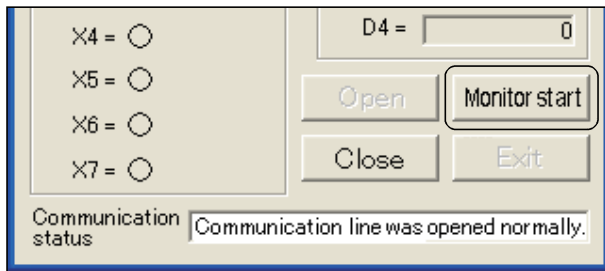 X4 =
X5 =
X6 =
X7 =
D4 = 0
Open Monitor start
Close Exit
Communication status Communication line was opened normally.